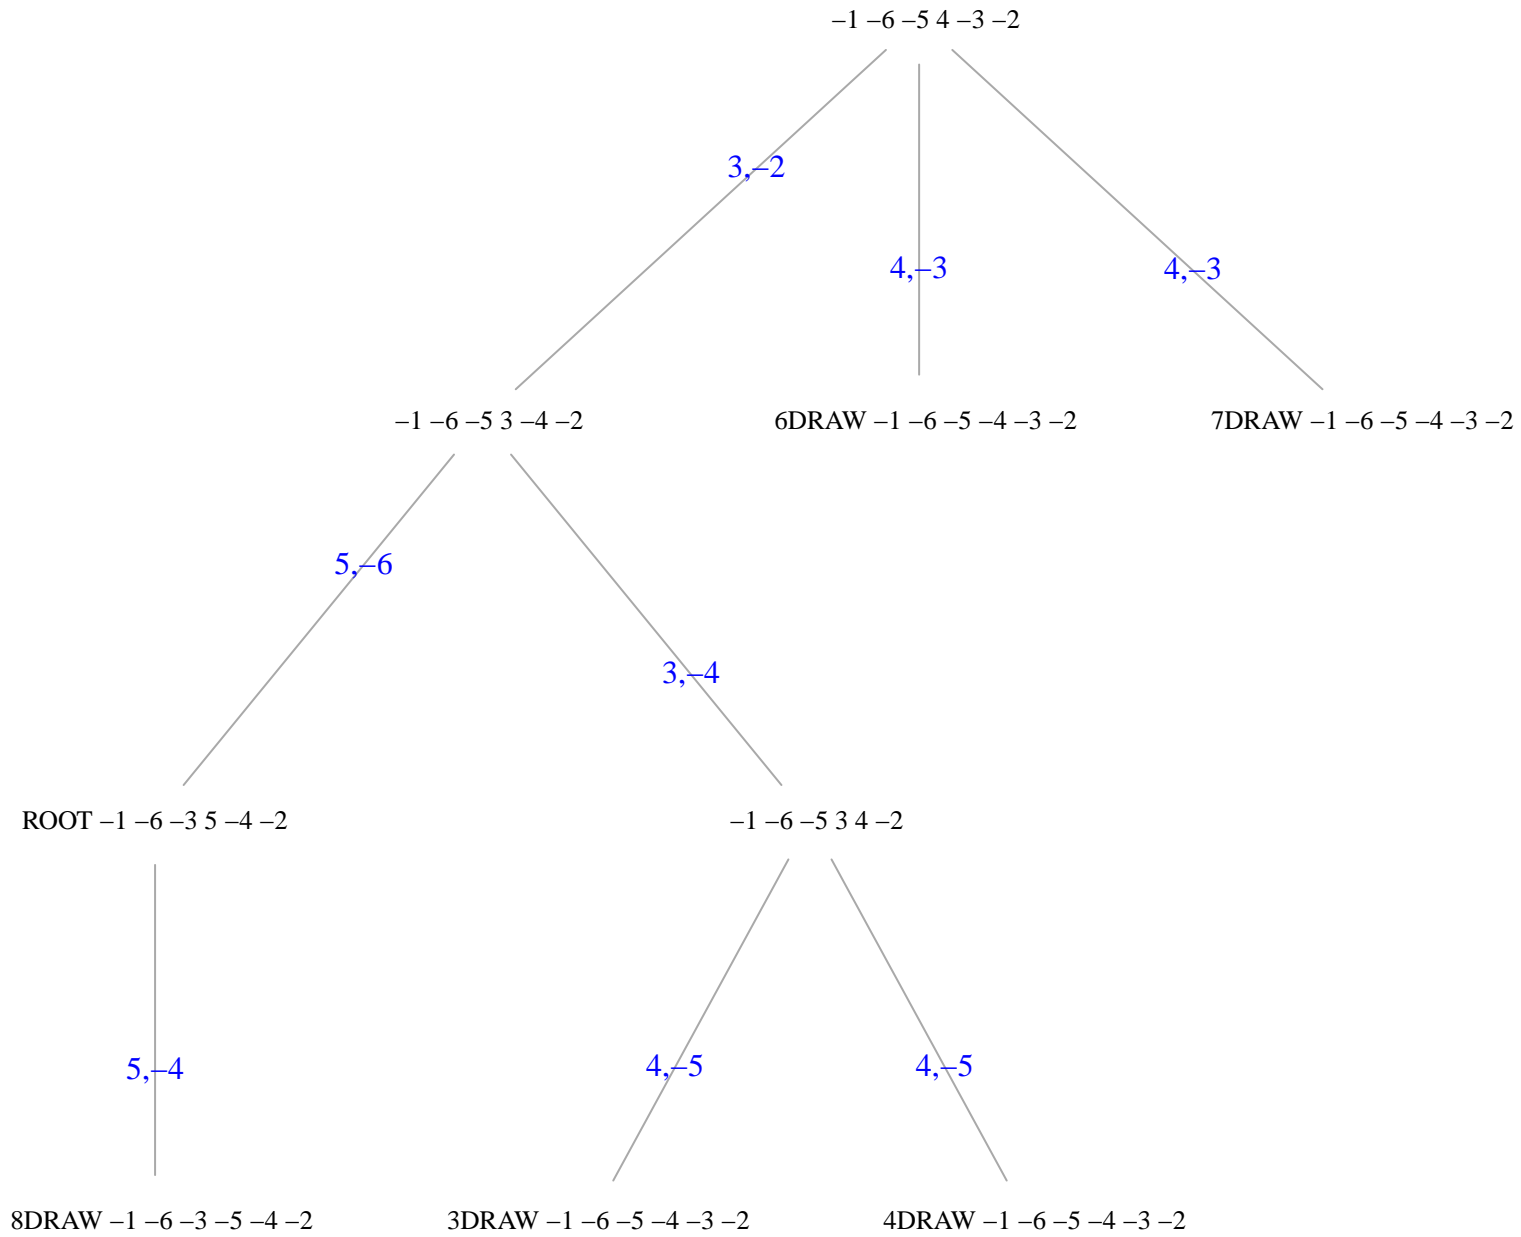 –1 –6 –5 4 –3 –2
3,–2
4,–3
4,–3
–1 –6 –5 3 –4 –2
6DRAW –1 –6 –5 –4 –3 –2
7DRAW –1 –6 –5 –4 –3 –2
5,–6
3,–4
ROOT –1 –6 –3 5 –4 –2
–1 –6 –5 3 4 –2
5,–4
4,–5
4,–5
8DRAW –1 –6 –3 –5 –4 –2
3DRAW –1 –6 –5 –4 –3 –2
4DRAW –1 –6 –5 –4 –3 –2